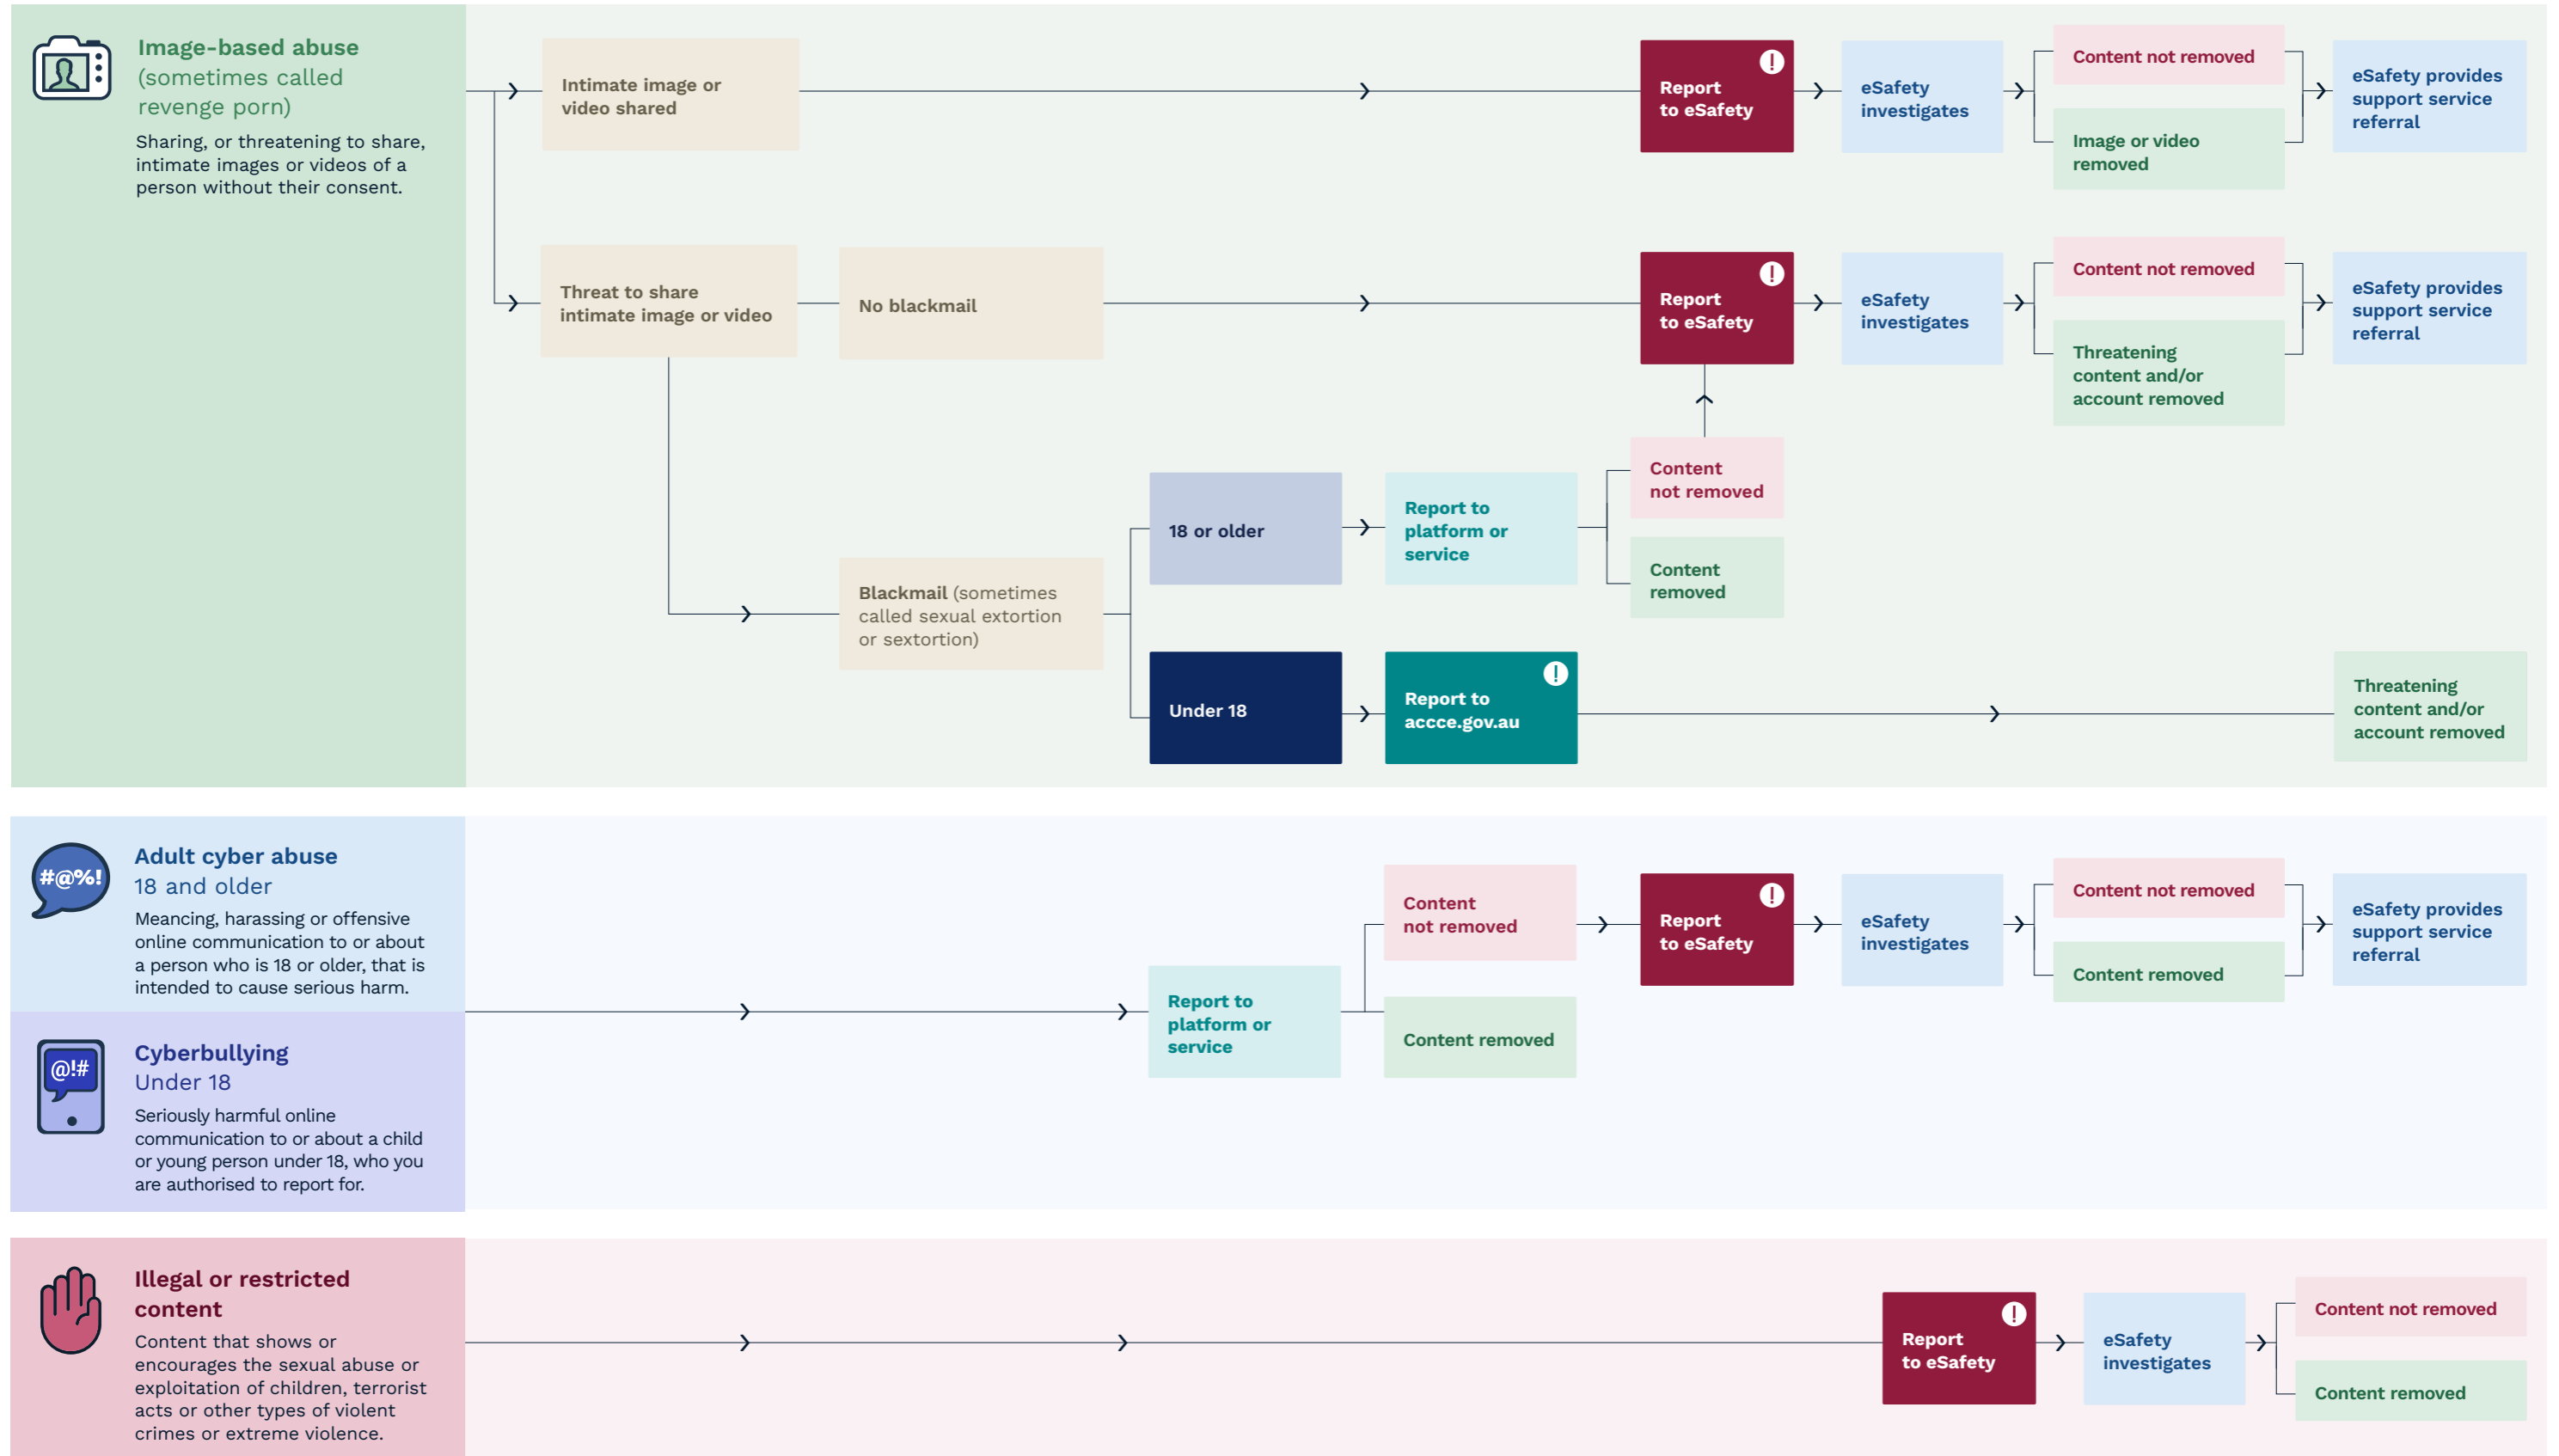 Image-based abuse
(sometimes called
revenge porn)
Sharing, or threatening to share,
intimate images or videos of a
person without their consent.
Intimate image or
video shared
Report
to eSafety
eSafety
investigates
Content not removed
Image or video
removed
eSafety provides
support service
referral
Threat to share
intimate image or video
No blackmail
Report
to eSafety
eSafety
investigates
Content not removed
Threatening
content and/or
account removed
eSafety provides
support service
referral
Blackmail (sometimes
called sexual extortion
or sextortion)
18 or older
Report to
platform or
service
Content
not removed
Content
removed
Under 18
Report to
accce.gov.au
Threatening
content and/or
account removed
#@%!
Adult cyber abuse
18 and older
Meancing, harassing or offensive
online communication to or about
a person who is 18 or older, that is
intended to cause serious harm.
@!#
Cyberbullying
Under 18
Seriously harmful online
communication to or about a child
or young person under 18, who you
are authorised to report for.
Report to
platform or
service
Content
not removed
Content removed
Report
to eSafety
eSafety
investigates
Content not removed
Content removed
eSafety provides
support service
referral
Illegal or restricted
content
Content that shows or
encourages the sexual abuse or
exploitation of children, terrorist
acts or other types of violent
crimes or extreme violence.
Report
to eSafety
eSafety
investigates
Content not removed
Content removed